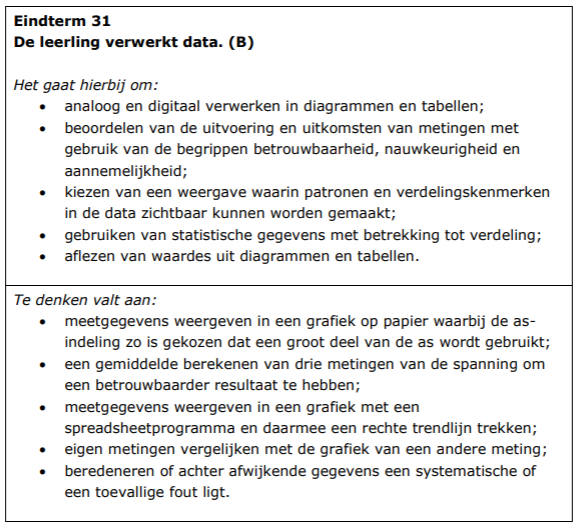 Eindterm 31
De leerling verwerkt data. (B)
Het gaat hierbij om:
• analoog en digitaal verwerken in diagrammen en tabellen;
• beoordelen van de uitvoering en uitkomsten van metingen met
gebruik van de begrippen betrouwbaarheid, nauwkeurigheid en
aannemelijkheid;
• kiezen van een weergave waarin patronen en verdelingskenmerken
in de data zichtbaar kunnen worden gemaakt;
• gebruiken van statistische gegevens met betrekking tot verdeling;
• aflezen van waardes uit diagrammen en tabellen.
Te denken valt aan:
• meetgegevens weergeven in een grafiek op papier waarbij de as-
indeling zo is gekozen dat een groot deel van de as wordt gebruikt;
• een gemiddelde berekenen van drie metingen van de spanning om
een betrouwbaarder resultaat te hebben;
• meetgegevens weergeven in een grafiek met een
spreadsheetprogramma en daarmee een rechte trendlijn trekken;
• eigen metingen vergelijken met de grafiek van een andere meting;
• beredeneren of achter afwijkende gegevens een systematische of
een toevallige fout ligt.